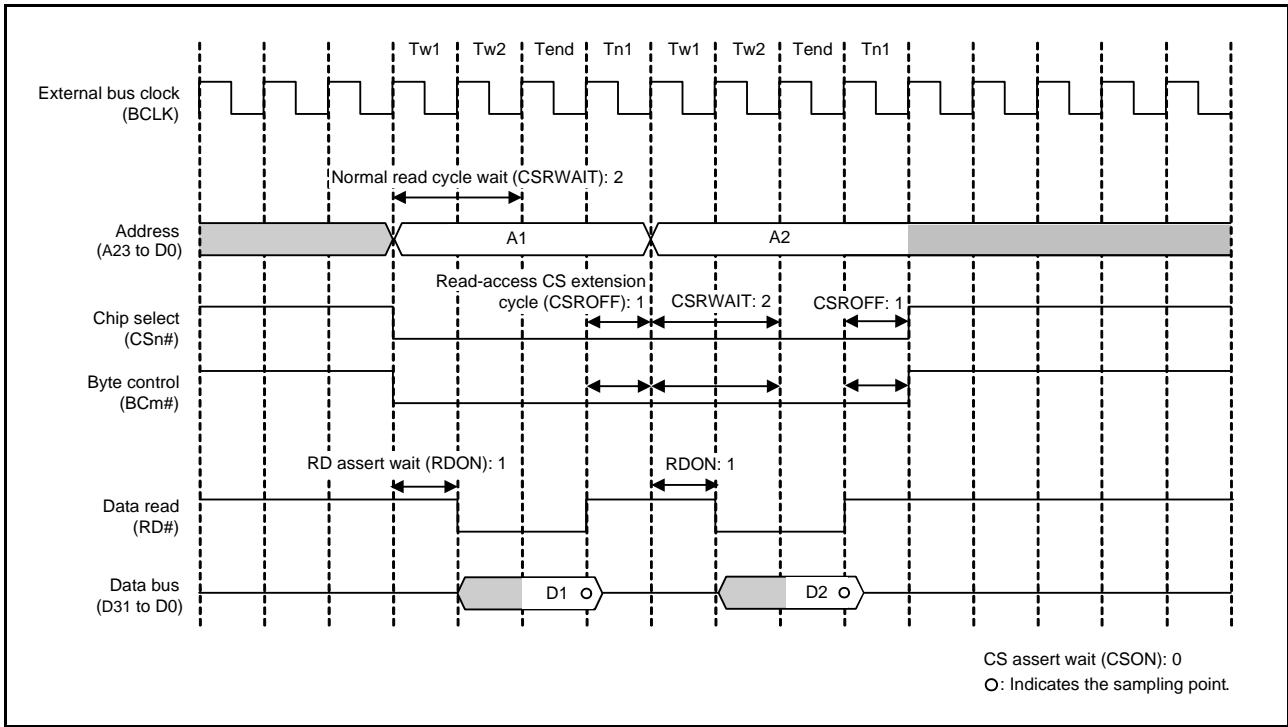 Tw1 Tw2 Tend Tn1 Tw1 Tw2 Tend Tn1
External bus clock
(BCLK)
Normal read cycle wait (CSRWAIT): 2
Address
(A23 to D0)
A1 A2
Read-access CS extension
cycle (CSROFF): 1
CSRWAIT: 2
CSROFF: 1
Chip select
(CSn#)
Byte control
(BCm#)
RD assert wait (RDON): 1
RDON: 1
Data read
(RD#)
Data bus
(D31 to D0)
D1 D2
CS assert wait (CSON): 0
O: Indicates the sampling point.